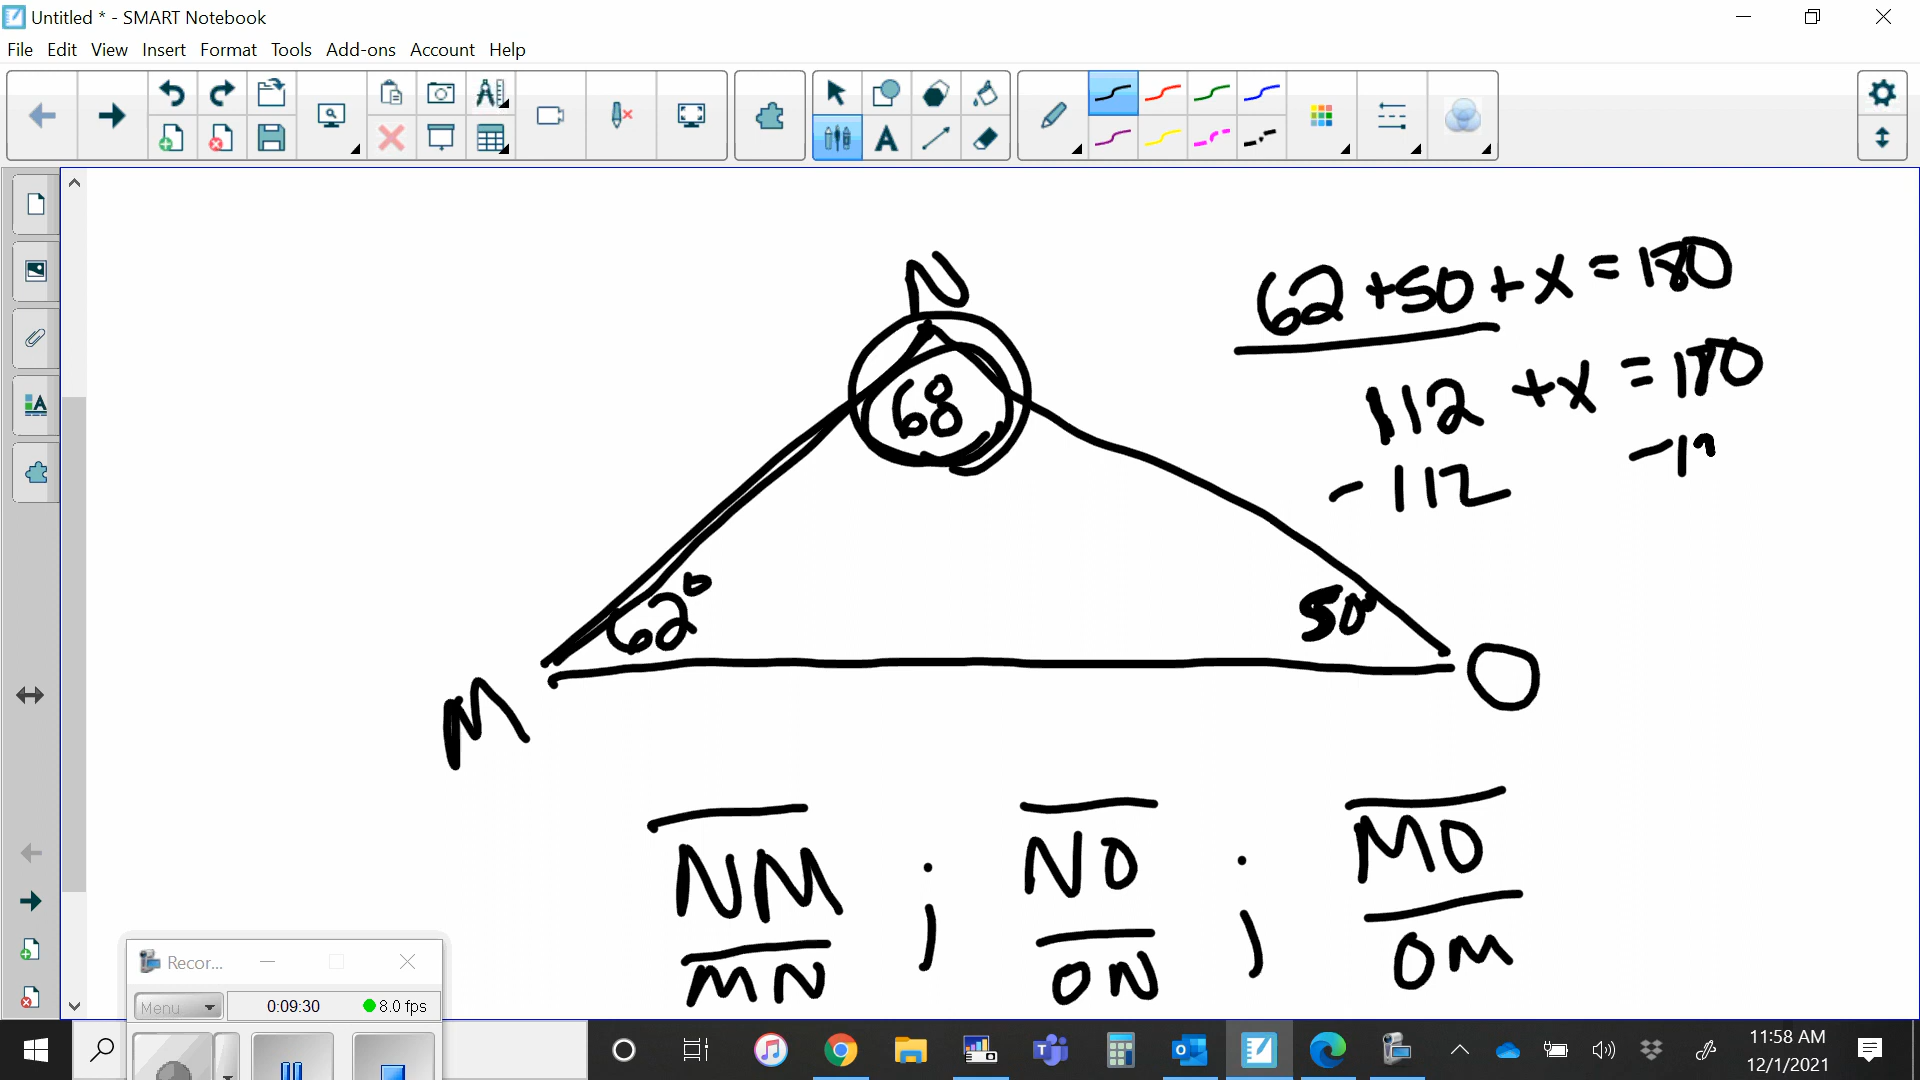 Untitled * - SMART Notebook
File Edit View Insert Format Tools Add-ons Account Help
N
62 + 50 + x = 180
68
112 + x = 180
- 112
62°
50°
M
O
NM ; NO ; MO
MN ON OM
Recor...
Menu 0:09:30 8.0 fps
11:58 AM
12/1/2021